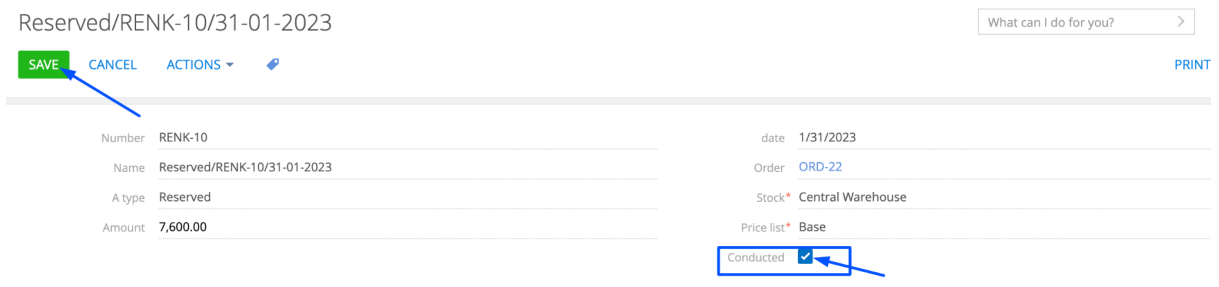 Reserved/RENK-10/31-01-2023
What can I do for you?
SAVE CANCEL ACTIONS PRINT
Number RENK-10 date 1/31/2023
Name Reserved/RENK-10/31-01-2023 Order ORD-22
A type Reserved Stock* Central Warehouse
Amount 7,600.00 Price list* Base
Conducted